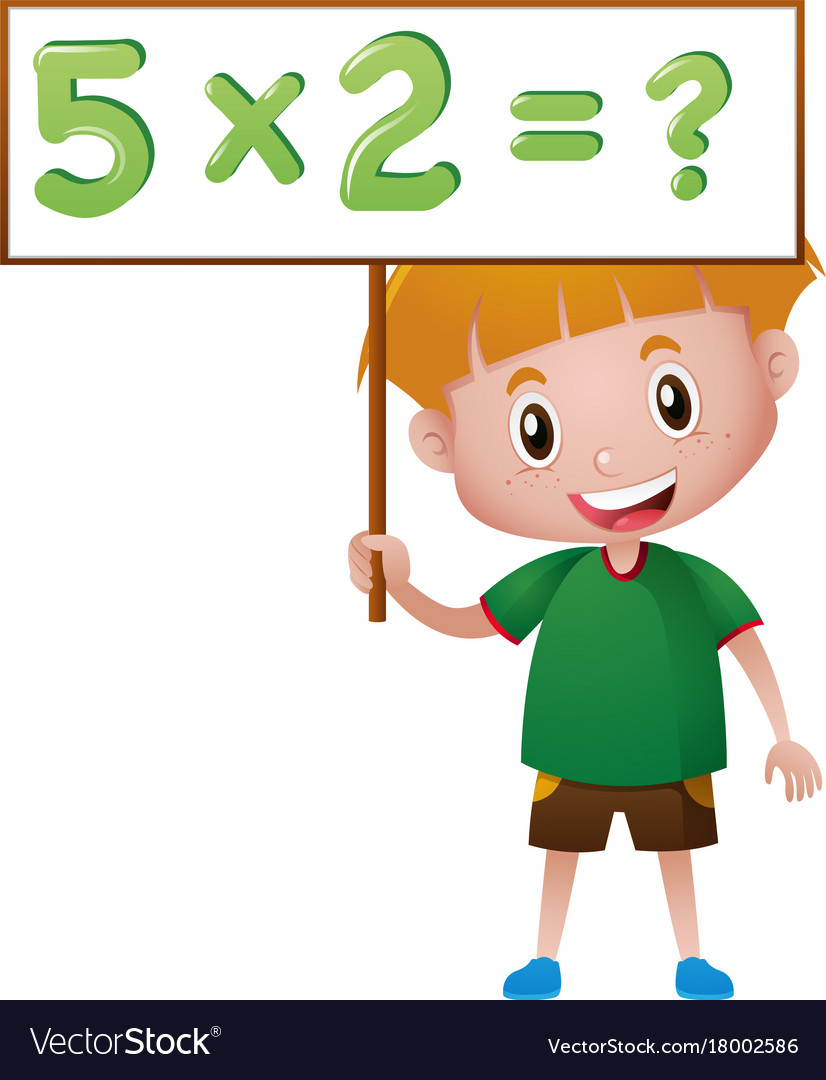 5 × 2 = ?
VectorStock®
VectorStock.com/18002586